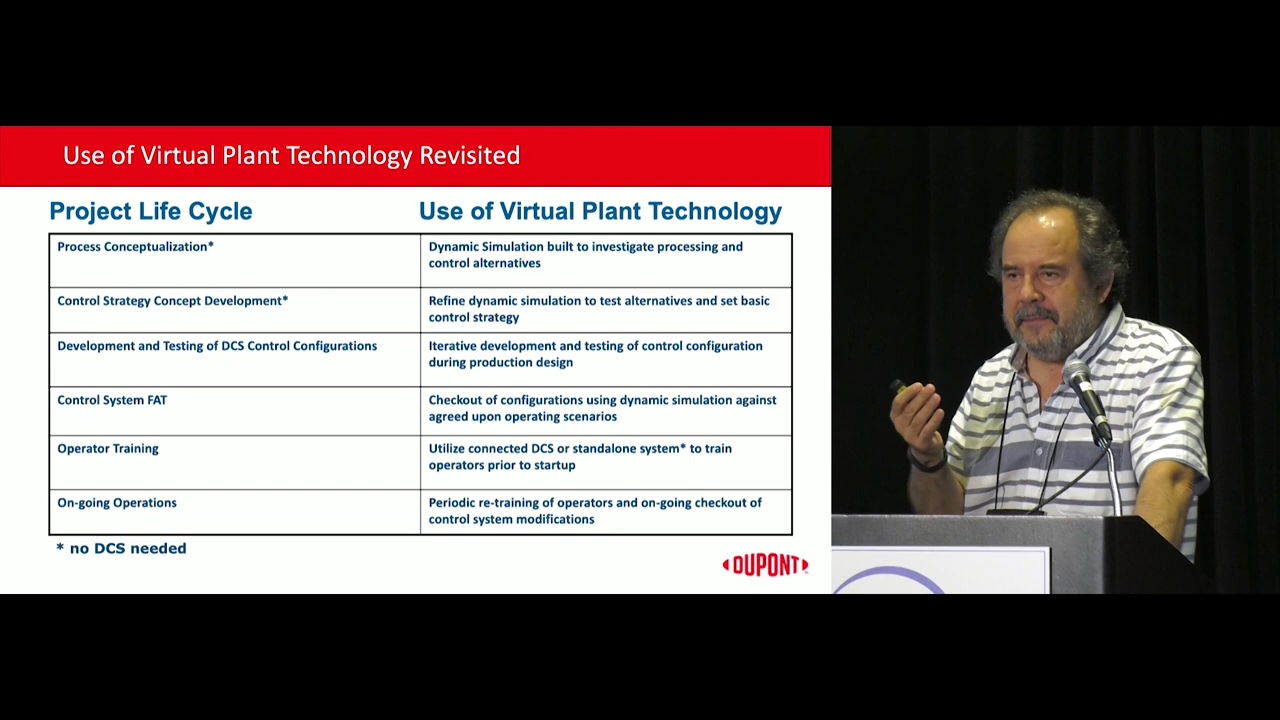 Use of Virtual Plant Technology Revisited
Project Life Cycle
Use of Virtual Plant Technology
Process Conceptualization*
Dynamic Simulation built to investigate processing and
control alternatives
Control Strategy Concept Development*
Refine dynamic simulation to test alternatives and set basic
control strategy
Development and Testing of DCS Control Configurations
Iterative development and testing of control configuration
during production design
Control System FAT
Checkout of configurations using dynamic simulation against
agreed upon operating scenarios
Operator Training
Utilize connected DCS or standalone system* to train
operators prior to startup
On-going Operations
Periodic re-training of operators and on-going checkout of
control system modifications
* no DCS needed
DUPONT